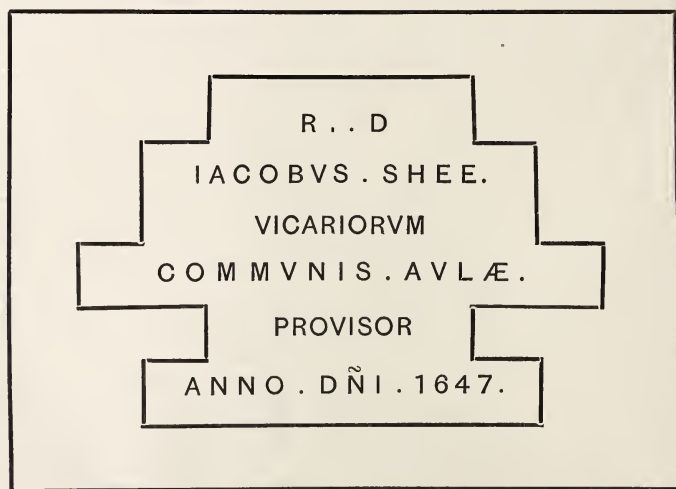 R . . D
IACOBVS . SHEE.
VICARIORVM
COMMVNIS . AVLÆ .
PROVISOR
ANNO . DÑI . 1647.